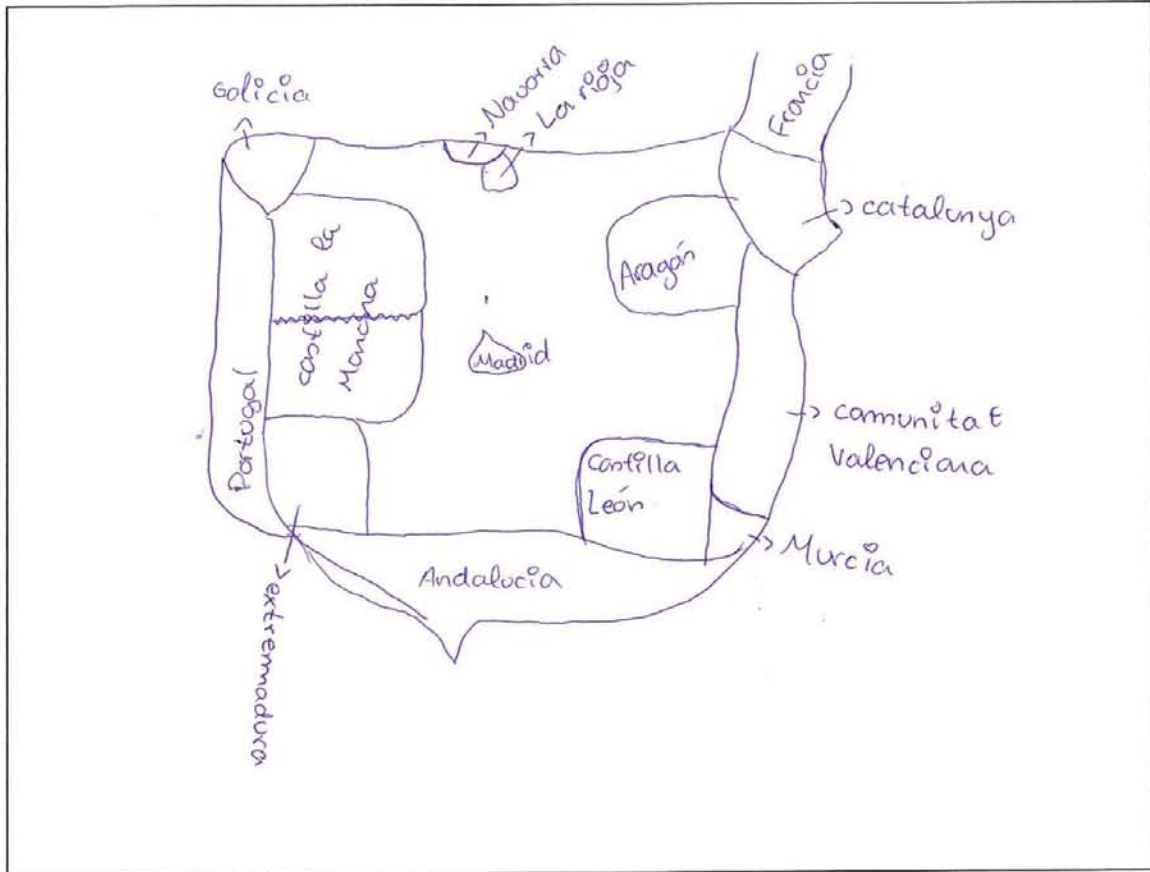 Galicia
Navarra
La rioja
Francia
catalunya
Aragón
castilla la
Mancha
Madrid
Portugal
comunitat
Valenciana
Castilla
León
Murcia
Andalucia
extremadura